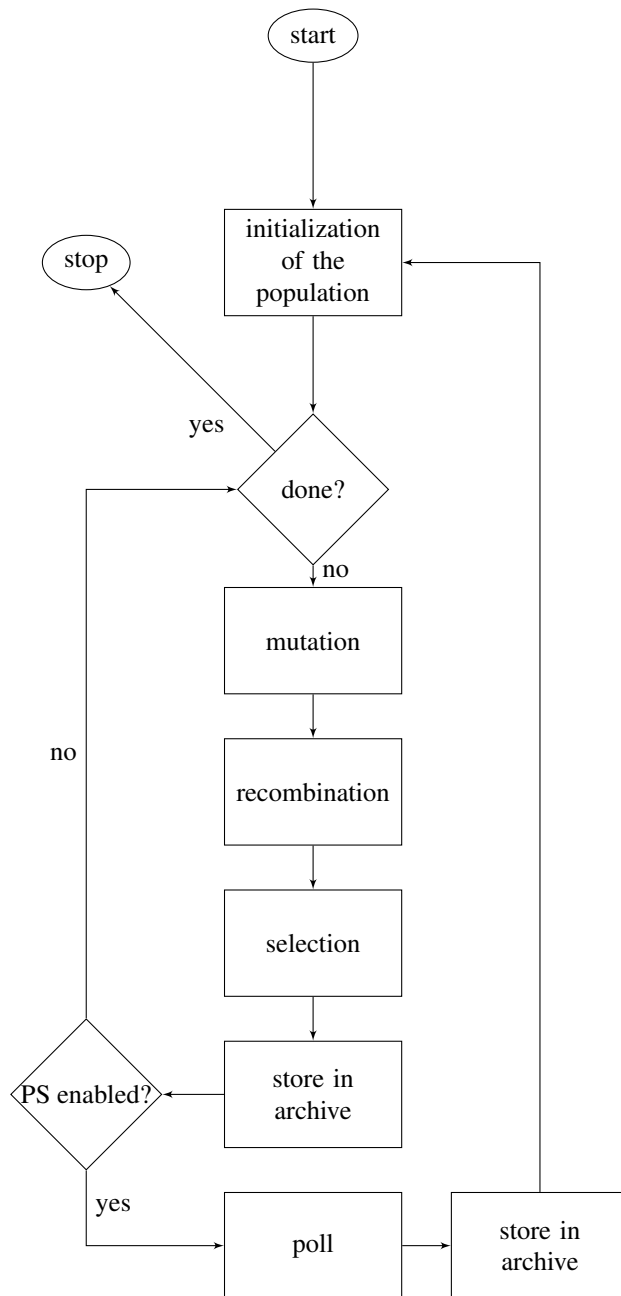 start
initialization
of the
population
stop
yes
done?
no
mutation
recombination
no
selection
store in
archive
PS enabled?
yes
poll
store in
archive